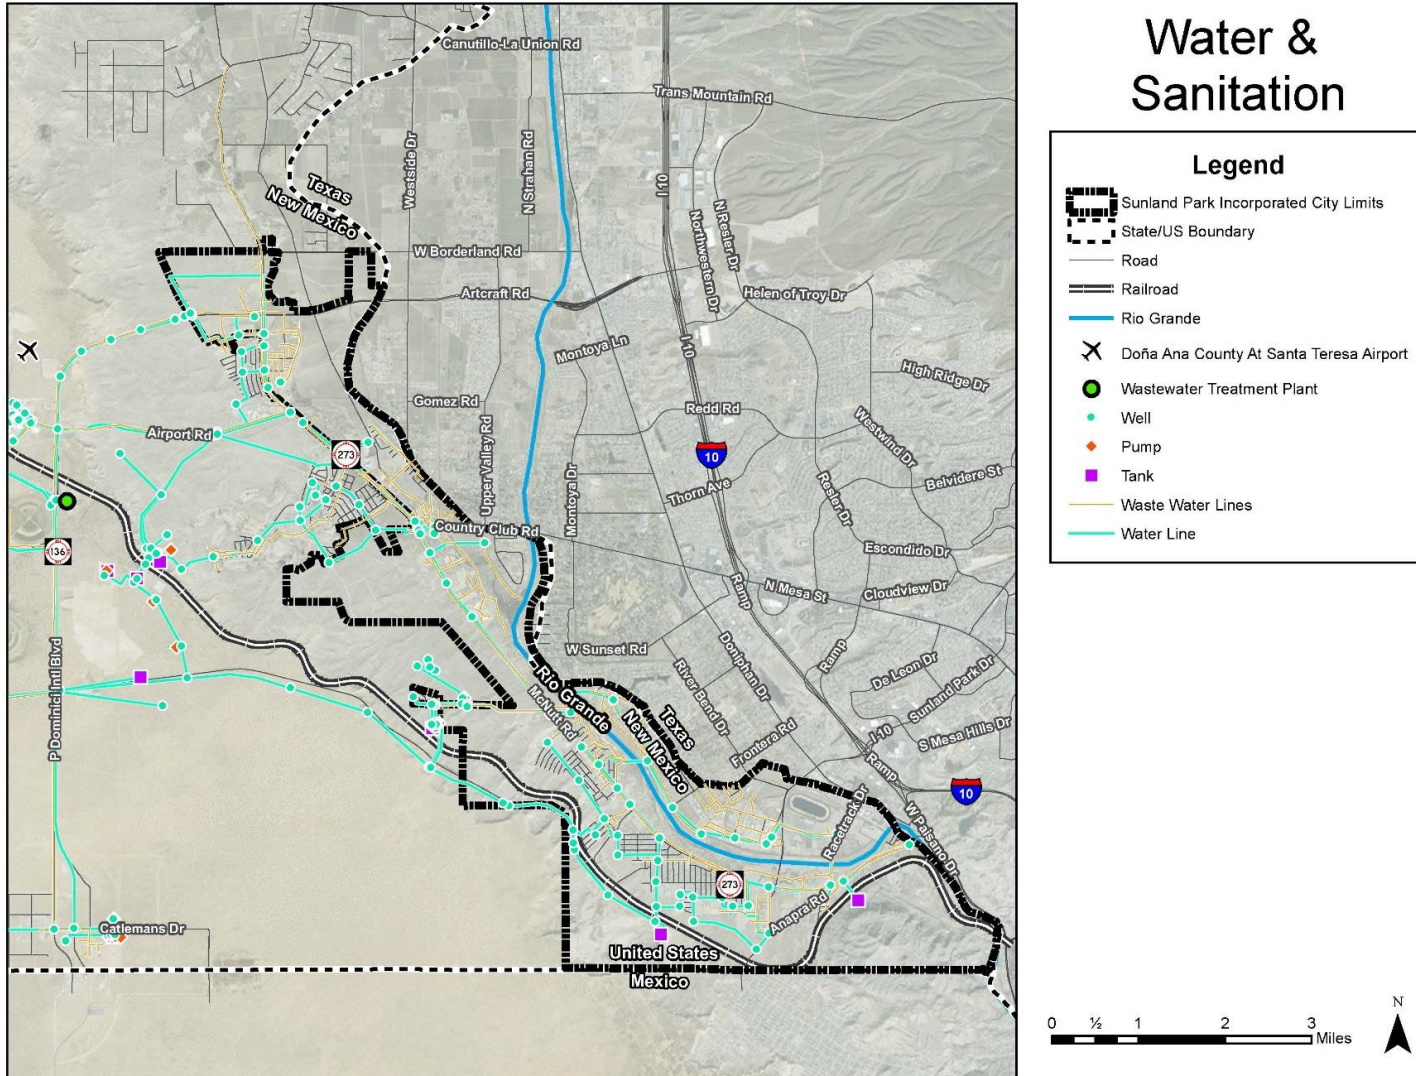 Water &
Sanitation
Legend
Sunland Park Incorporated City Limits
State/US Boundary
Road
Railroad
Rio Grande
Doña Ana County At Santa Teresa Airport
Wastewater Treatment Plant
Well
Pump
Tank
Waste Water Lines
Water Line
Canutillo-La Union Rd
Trans Mountain Rd
Westside Dr
N Strahan Rd
I 10
N Resler Dr
Northwestern Dr
Texas
New Mexico
W Borderland Rd
Artcraft Rd
Helen of Troy Dr
Montoya Ln
I 10
High Ridge Dr
Gomez Rd
Redd Rd
Airport Rd
273
Upper Valley Rd
10
Westwind Dr
Belvidere St
Montoya Dr
Thorn Ave
Resler Dr
Country Club Rd
136
Escondido Dr
Ramp
N Mesa St
Cloudview Dr
W Sunset Rd
Ramp
Doniphan Dr
River Bend Dr
De Leon Dr
Sunland Park Dr
P Dominici Intl Blvd
Rio Grande
McNutt Rd
Texas
New Mexico
Frontera Rd
I-10
S Mesa Hills Dr
Ramp
10
Racetrack Dr
W Paisano Dr
273
Anapra Rd
Catlemans Dr
United States
Mexico
N
0 ½ 1 2 3
Miles